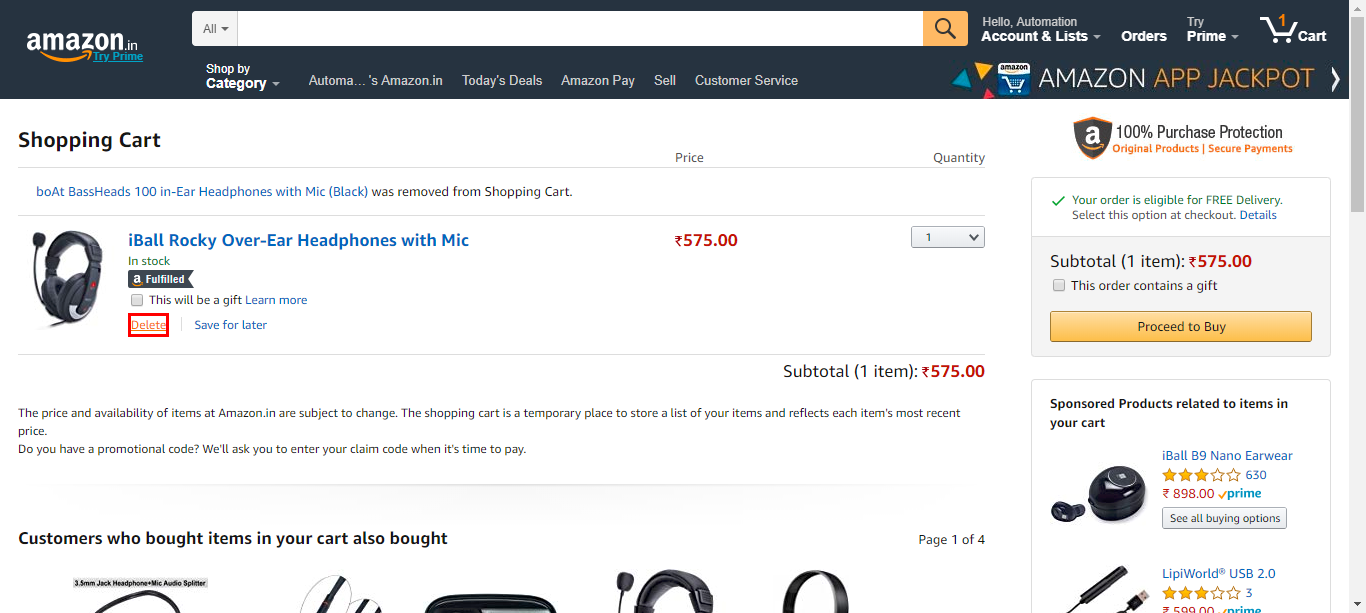 amazon.in
Try Prime
All
Hello, Automation
Account & Lists
Orders
Try
Prime
1
Cart
Shop by
Category
Automa... 's Amazon.in
Today's Deals
Amazon Pay
Sell
Customer Service
amazon
AMAZON APP JACKPOT
Shopping Cart
Price
Quantity
boAt BassHeads 100 in-Ear Headphones with Mic (Black) was removed from Shopping Cart.
iBall Rocky Over-Ear Headphones with Mic
₹575.00
1
In stock
a Fulfilled
This will be a gift Learn more
Delete
Save for later
Subtotal (1 item): ₹575.00
The price and availability of items at Amazon.in are subject to change. The shopping cart is a temporary place to store a list of your items and reflects each item's most recent
price.
Do you have a promotional code? We'll ask you to enter your claim code when it's time to pay.
Customers who bought items in your cart also bought
Page 1 of 4
3.5mm Jack Headphone+Mic Audio Splitter
a
100% Purchase Protection
Original Products | Secure Payments
Your order is eligible for FREE Delivery.
Select this option at checkout. Details
Subtotal (1 item): ₹575.00
This order contains a gift
Proceed to Buy
Sponsored Products related to items in
your cart
iBall B9 Nano Earwear
630
₹ 898.00 prime
See all buying options
LipiWorld® USB 2.0
3
₹ 599.00 prime